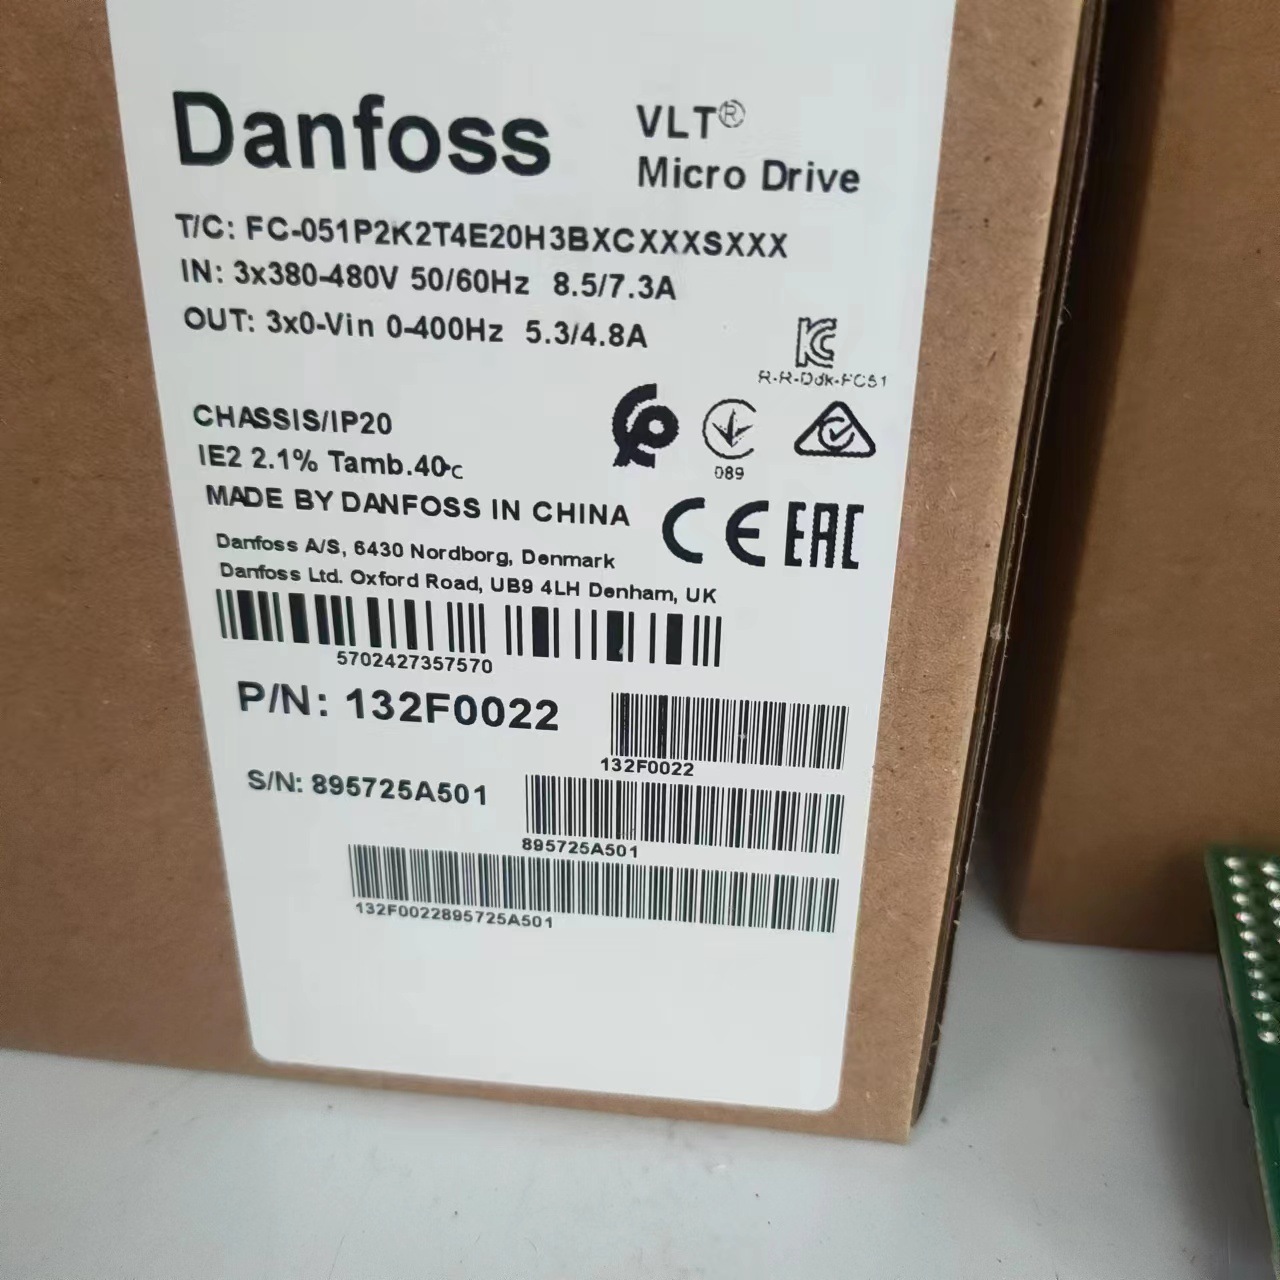 Danfoss
VLT®
Micro Drive
T/C: FC-051P2K2T4E20H3BXCXXXSXXX
IN: 3x380-480V 50/60Hz 8.5/7.3A
OUT: 3x0-Vin 0-400Hz 5.3/4.8A
R-R-Ddk-FC51
CHASSIS/IP20
IE2 2.1% Tamb.40°C
089
MADE BY DANFOSS IN CHINA
CE EAC
Danfoss A/S, 6430 Nordborg, Denmark
Danfoss Ltd. Oxford Road, UB9 4LH Denham, UK
5702427357570
P/N: 132F0022
132F0022
S/N: 895725A501
895725A501
132F0022895725A501